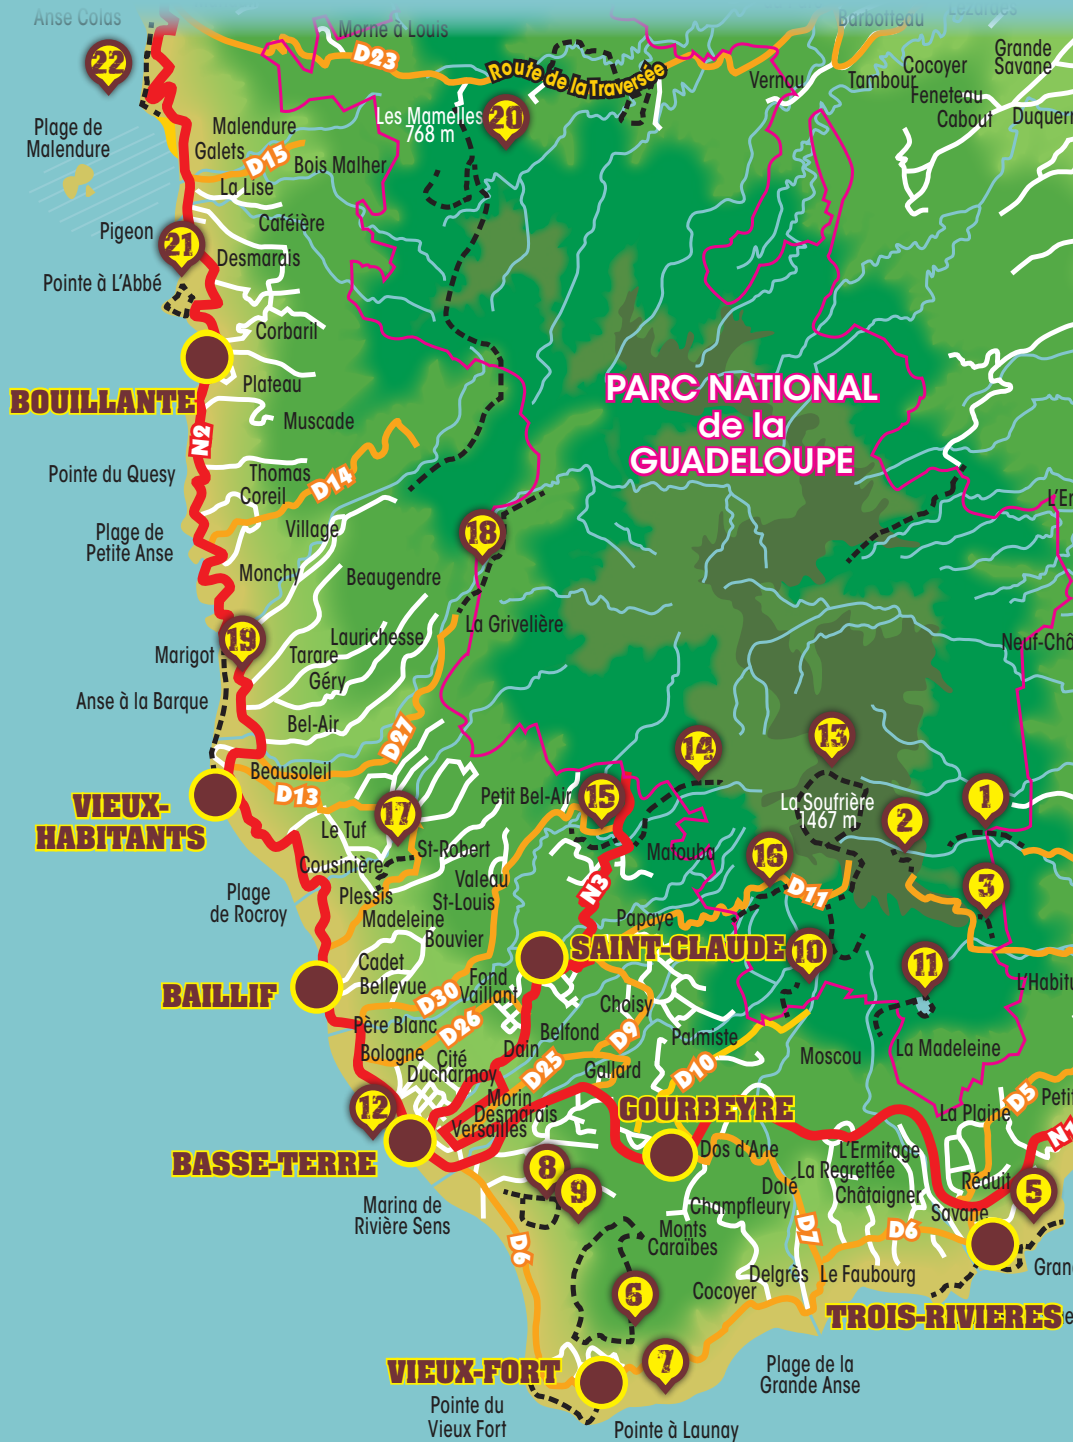 Anse Colas
Morne à Louis
Barbotteau
Lézardes
22
D23
Route de la Traversée
Grande
Savane
Vernou
Tambour
Cocoyer
Feneteau
Cabout
Duquerr
Les Mamelles
768 m
20
Plage de
Malendure
Malendure
Galets
D15
Bois Malher
La Lise
Caféière
Pigeon
21
Desmarais
Pointe à L'Abbé
Corbaril
BOUILLANTE
Plateau
Muscade
N2
PARC NATIONAL
de la
GUADELOUPE
Pointe du Quesy
Thomas
Coreil
D14
Village
Plage de
Petite Anse
18
Monchy
Beaugendre
L'Er
19
La Grivelière
Laurichesse
Tarare
Géry
Marigot
Neuf-Châ
Anse à la Barque
Bel-Air
D27
14
13
Beausoleil
D13
VIEUX-
HABITANTS
Petit Bel-Air
15
La Soufrière
1467 m
2
1
17
Le Tuf
St-Robert
Cousinière
Matouba
16
Valeau
Plage
de Rocroy
Plessis
St-Louis
N3
D11
3
Madeleine
Bouvier
Papaye
SAINT-CLAUDE
10
11
Cadet
Bellevue
BAILLIF
Fond
Vaillant
D30
Choisy
L'Habitu
Père Blanc
D26
Belfond
D9
Palmiste
Bologne
Cité
Ducharmoy
Dain
D25
Gallard
D10
Moscou
La Madeleine
12
Morin
Desmarais
Versailles
GOURBEYRE
La Plaine
D5
Petit
N1
BASSE-TERRE
Dos d'Ane
L'Ermitage
La Regrettée
Châtaigner
8
9
Dolé
Réduit
5
Savane
Marina de
Rivière Sens
Champfleury
Monts
Caraïbes
D6
D7
D6
Gran
6
Cocoyer
Delgrès
Le Faubourg
TROIS-RIVIERES
VIEUX-FORT
7
Plage de la
Grande Anse
Pointe du
Vieux Fort
Pointe à Launay